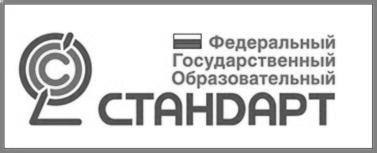 Федеральный
Государственный
Образовательный
СТАНДАРТ